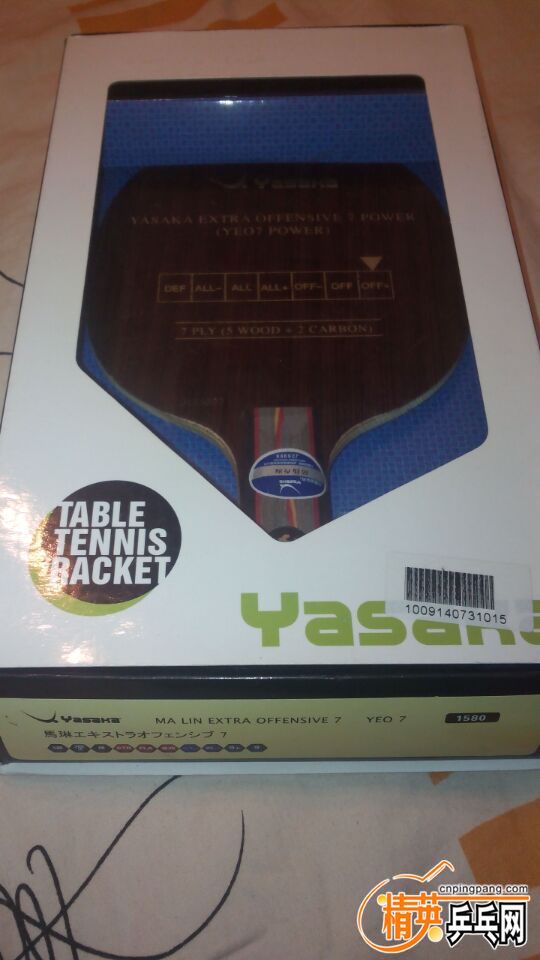 Yasaka
YASAKA EXTRA OFFENSIVE 7 POWER
(YEO7 POWER)
DEF ALL- ALL ALL+ OFF- OFF OFF+
7 PLY (5 WOOD + 2 CARBON)
TABLE
TENNIS
RACKET
1009140731015
Yasaka
Yasaka MA LIN EXTRA OFFENSIVE 7 YEO 7 1580
馬琳エキストラオフェンシブ 7
cnpingpang.com
精英乒乓网